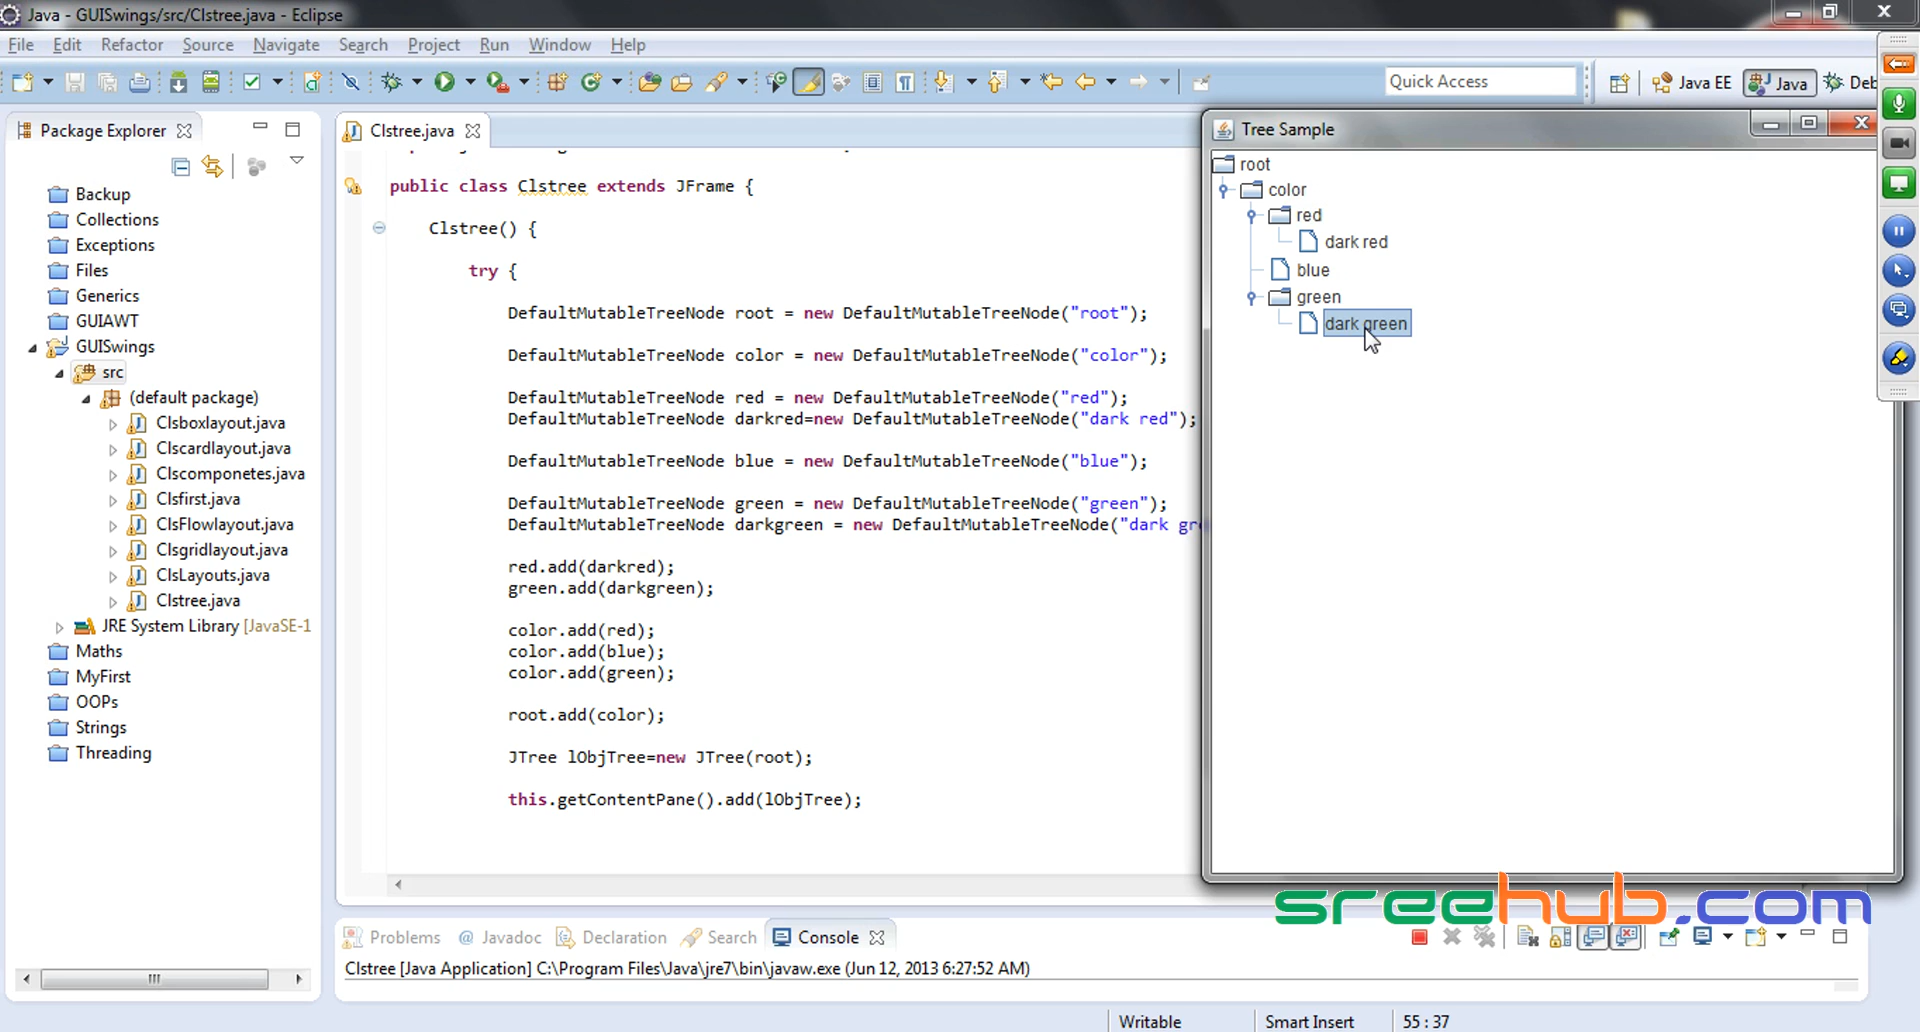 Java - GUISwings/src/Clstree.java - Eclipse
File Edit Refactor Source Navigate Search Project Run Window Help
Quick Access
Java EE
Java
Deb
Package Explorer
Backup
Collections
Exceptions
Files
Generics
GUIAWT
GUISwings
src
(default package)
Clsboxlayout.java
Clscardlayout.java
Clscomponetes.java
Clsfirst.java
ClsFlowlayout.java
Clsgridlayout.java
ClsLayouts.java
Clstree.java
JRE System Library [JavaSE-1
Maths
MyFirst
OOPs
Strings
Threading
Clstree.java
public class Clstree extends JFrame {
Clstree() {
try {
DefaultMutableTreeNode root = new DefaultMutableTreeNode("root");
DefaultMutableTreeNode color = new DefaultMutableTreeNode("color");
DefaultMutableTreeNode red = new DefaultMutableTreeNode("red");
DefaultMutableTreeNode darkred=new DefaultMutableTreeNode("dark red");
DefaultMutableTreeNode blue = new DefaultMutableTreeNode("blue");
DefaultMutableTreeNode green = new DefaultMutableTreeNode("green");
DefaultMutableTreeNode darkgreen = new DefaultMutableTreeNode("dark gre
red.add(darkred);
green.add(darkgreen);
color.add(red);
color.add(blue);
color.add(green);
root.add(color);
JTree lObjTree=new JTree(root);
this.getContentPane().add(lObjTree);
Tree Sample
root
color
red
dark red
blue
green
dark green
sreehub.com
Problems @ Javadoc Declaration Search Console
Clstree [Java Application] C:\Program Files\Java\jre7\bin\javaw.exe (Jun 12, 2013 6:27:52 AM)
Writable
Smart Insert
55 : 37